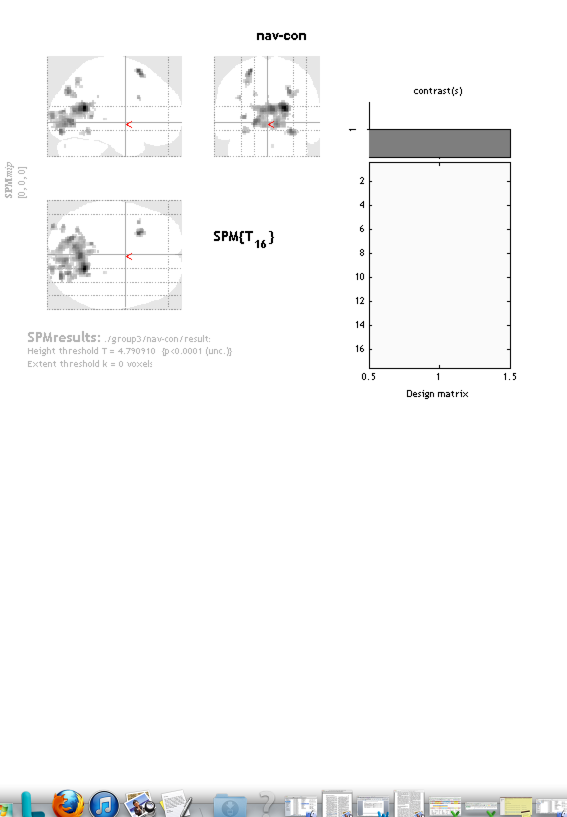 nav-con
contrast(s)
1
SPMmip
[0, 0, 0]
2
4
6
8
10
12
14
16
0.5 1 1.5
Design matrix
SPM{T16}
SPMresults: ./group3/nav-con/result:
Height threshold T = 4.790910 {p<0.0001 (unc.)}
Extent threshold k = 0 voxels
?